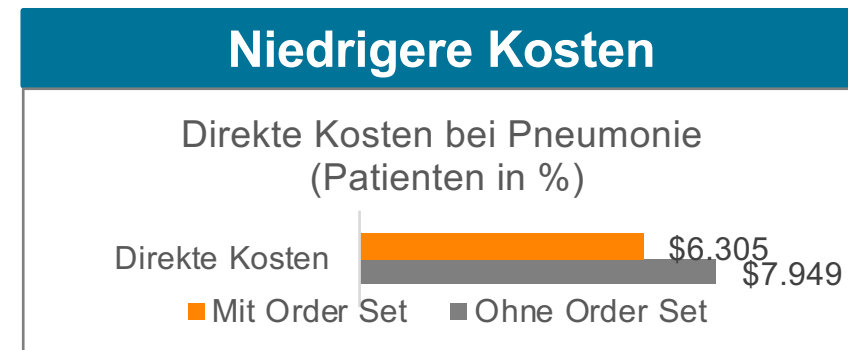 Niedrigere Kosten
Direkte Kosten bei Pneumonie
(Patienten in %)
Direkte Kosten
$6.305
$7.949
Mit Order Set
Ohne Order Set